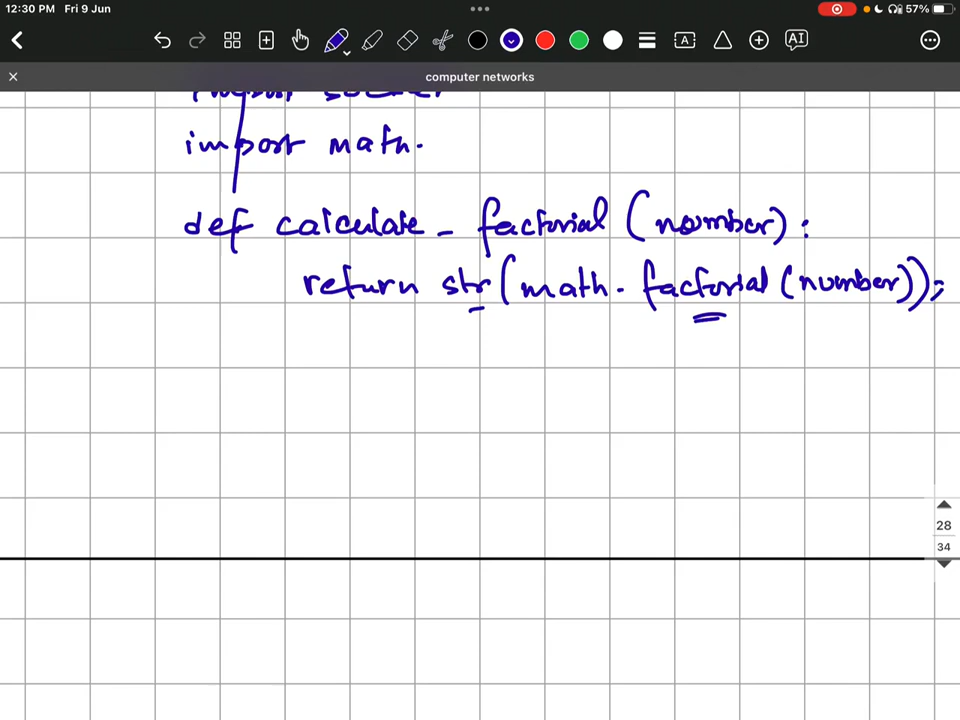 12:30 PM Fri 9 Jun
57%
A
AI
computer networks
import math.
def calculate_factorial (number):
return str(math.factorial(number));
28
34